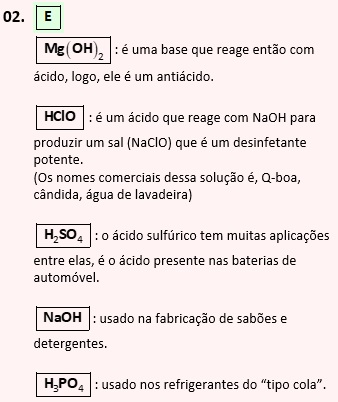 02. E
Mg(OH)₂ : é uma base que reage então com
ácido, logo, ele é um antiácido.
HClO : é um ácido que reage com NaOH para
produzir um sal (NaClO) que é um desinfetante
potente.
(Os nomes comerciais dessa solução é, Q-boa,
cândida, água de lavadeira)
H₂SO₄ : o ácido sulfúrico tem muitas aplicações
entre elas, é o ácido presente nas baterias de
automóvel.
NaOH : usado na fabricação de sabões e
detergentes.
H₃PO₄ : usado nos refrigerantes do “tipo cola”.